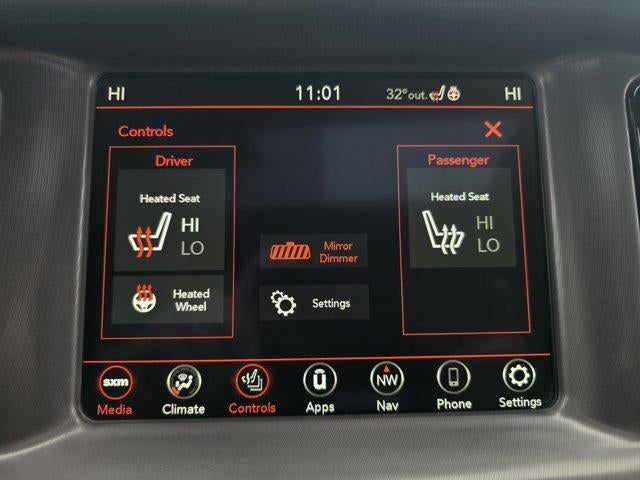 HI 11:01 32° out. HI
Controls
Driver
Heated Seat
HI
LO
Heated
Wheel
Mirror
Dimmer
Settings
Passenger
Heated Seat
HI
LO
sxm ū NW
Media Climate Controls Apps Nav Phone Settings